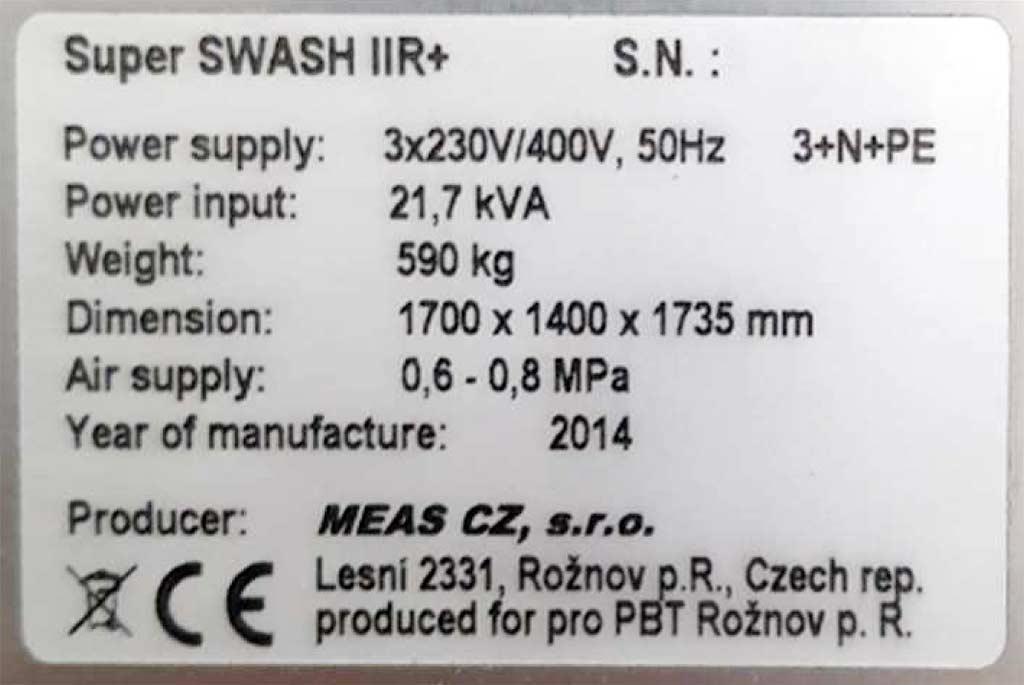 Super SWASH IIR+ S.N. :
Power supply: 3x230V/400V, 50Hz 3+N+PE
Power input: 21,7 kVA
Weight: 590 kg
Dimension: 1700 x 1400 x 1735 mm
Air supply: 0,6 - 0,8 MPa
Year of manufacture: 2014
Producer: MEAS CZ, s.r.o.
CE Lesní 2331, Rožnov p.R., Czech rep.
produced for pro PBT Rožnov p. R.